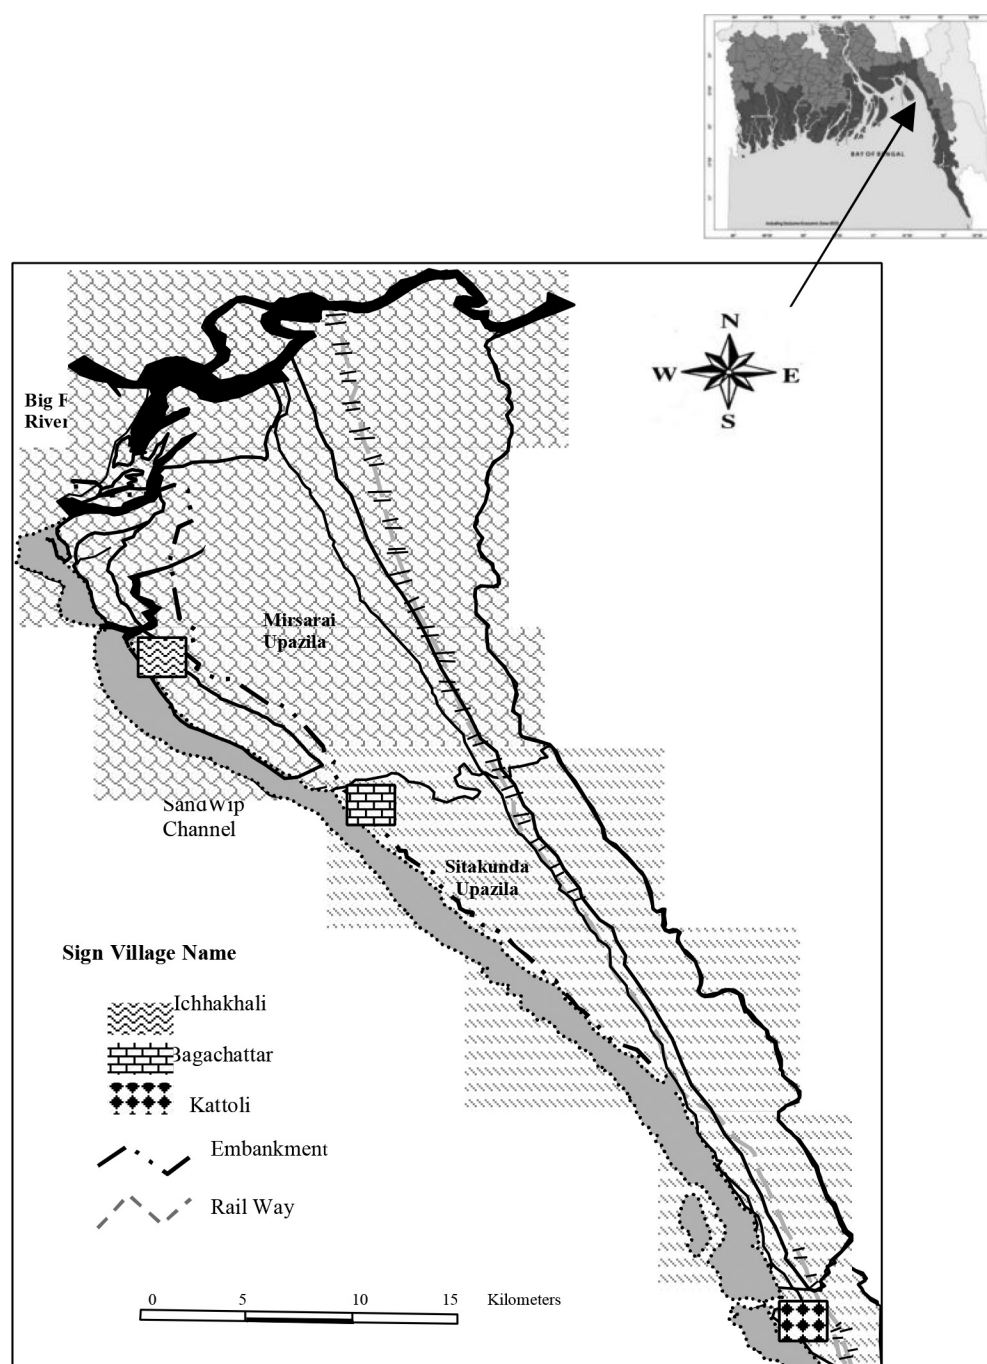 BAY OF BENGAL
N
W E
S
Big F
River
Mirsarai
Upazila
SandWip
Channel
Sitakunda
Upazila
Sign Village Name
Ichhakhali
Bagachattar
Kattoli
Embankment
Rail Way
0 5 10 15 Kilometers